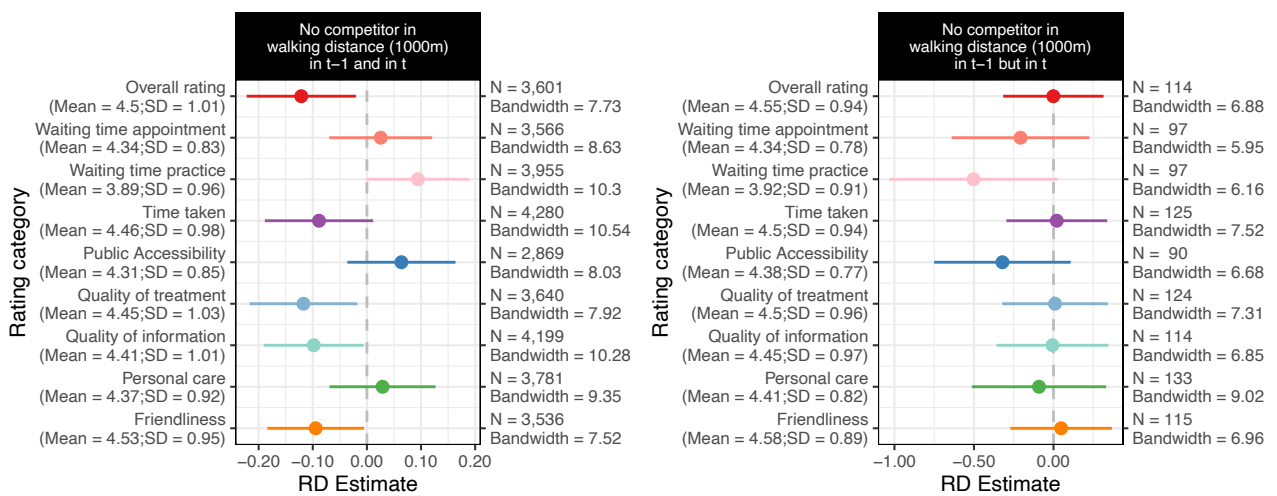 No competitor in
walking distance (1000m)
in t−1 and in t
Rating category
Overall rating
(Mean = 4.5;SD = 1.01)
N = 3,601
Bandwidth = 7.73
Waiting time appointment
(Mean = 4.34;SD = 0.83)
N = 3,566
Bandwidth = 8.63
Waiting time practice
(Mean = 3.89;SD = 0.96)
N = 3,955
Bandwidth = 10.3
Time taken
(Mean = 4.46;SD = 0.98)
N = 4,280
Bandwidth = 10.54
Public Accessibility
(Mean = 4.31;SD = 0.85)
N = 2,869
Bandwidth = 8.03
Quality of treatment
(Mean = 4.45;SD = 1.03)
N = 3,640
Bandwidth = 7.92
Quality of information
(Mean = 4.41;SD = 1.01)
N = 4,199
Bandwidth = 10.28
Personal care
(Mean = 4.37;SD = 0.92)
N = 3,781
Bandwidth = 9.35
Friendliness
(Mean = 4.53;SD = 0.95)
N = 3,536
Bandwidth = 7.52
−0.20 −0.10 0.00 0.10 0.20
RD Estimate
No competitor in
walking distance (1000m)
in t−1 but in t
Rating category
Overall rating
(Mean = 4.55;SD = 0.94)
N = 114
Bandwidth = 6.88
Waiting time appointment
(Mean = 4.34;SD = 0.78)
N = 97
Bandwidth = 5.95
Waiting time practice
(Mean = 3.92;SD = 0.91)
N = 97
Bandwidth = 6.16
Time taken
(Mean = 4.5;SD = 0.94)
N = 125
Bandwidth = 7.52
Public Accessibility
(Mean = 4.38;SD = 0.77)
N = 90
Bandwidth = 6.68
Quality of treatment
(Mean = 4.5;SD = 0.96)
N = 124
Bandwidth = 7.31
Quality of information
(Mean = 4.45;SD = 0.97)
N = 114
Bandwidth = 6.85
Personal care
(Mean = 4.41;SD = 0.82)
N = 133
Bandwidth = 9.02
Friendliness
(Mean = 4.58;SD = 0.89)
N = 115
Bandwidth = 6.96
−1.00 −0.50 0.00
RD Estimate